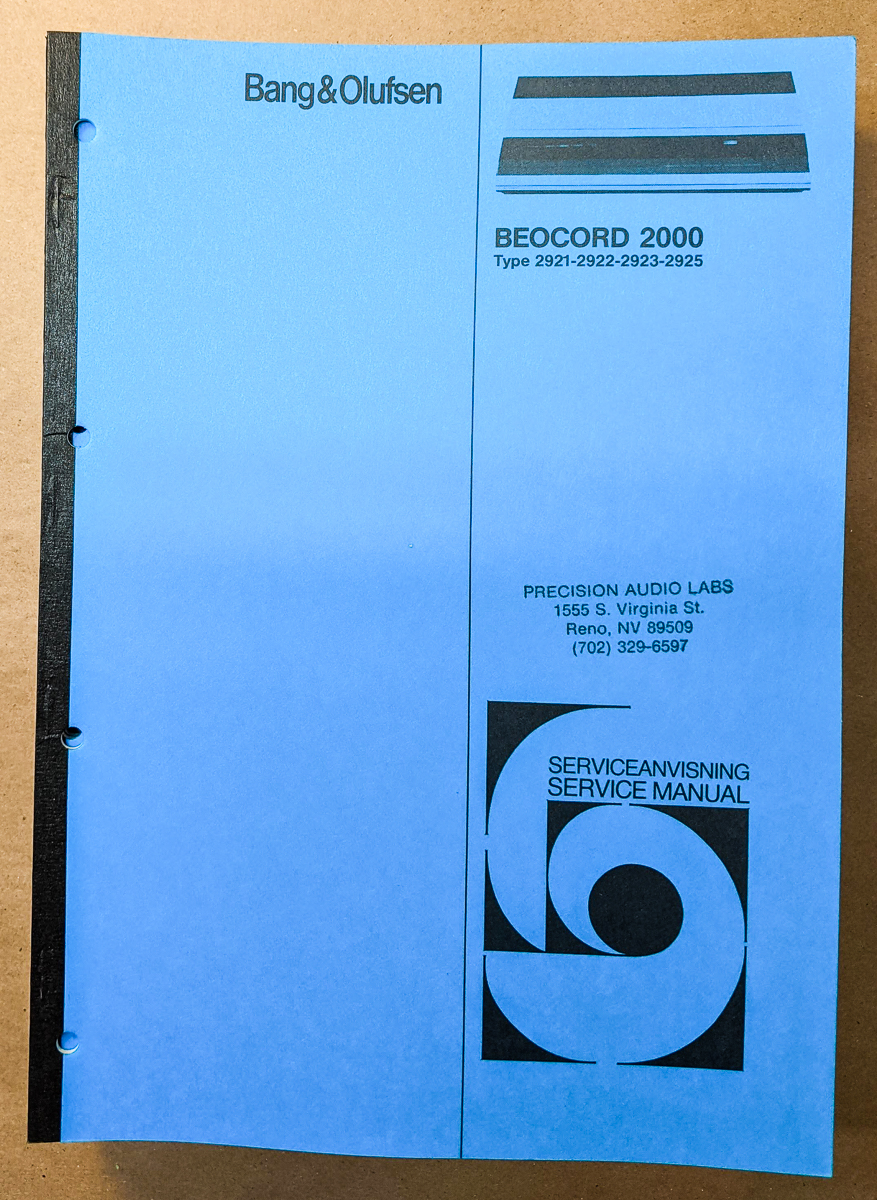 Bang&Olufsen
BEOCORD 2000
Type 2921-2922-2923-2925
PRECISION AUDIO LABS
1555 S. Virginia St.
Reno, NV 89509
(702) 329-6597
SERVICEANVISNING
SERVICE MANUAL